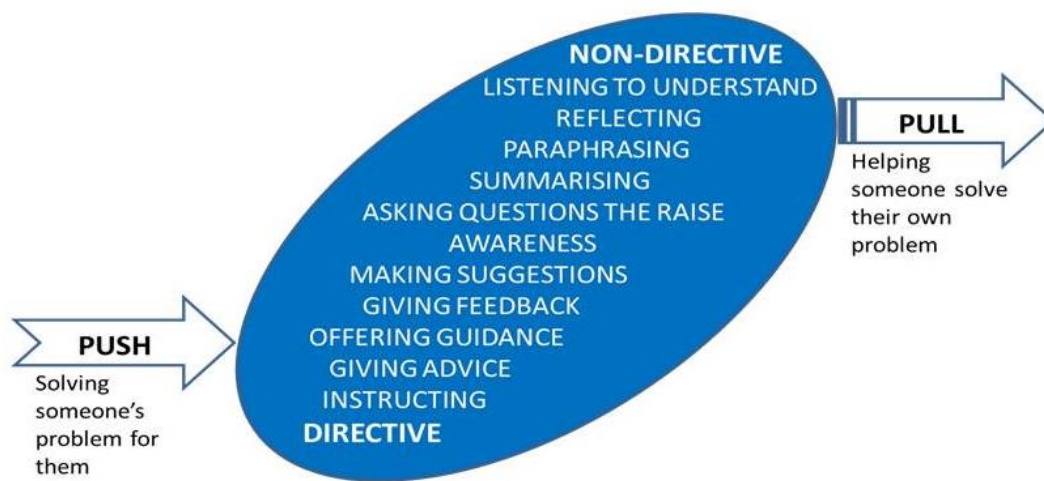 NON-DIRECTIVE
LISTENING TO UNDERSTAND
REFLECTING
PARAPHRASING
SUMMARISING
ASKING QUESTIONS THE RAISE
AWARENESS
MAKING SUGGESTIONS
GIVING FEEDBACK
OFFERING GUIDANCE
GIVING ADVICE
INSTRUCTING
DIRECTIVE
PULL
Helping
someone solve
their own
problem
PUSH
Solving
someone's
problem for
them